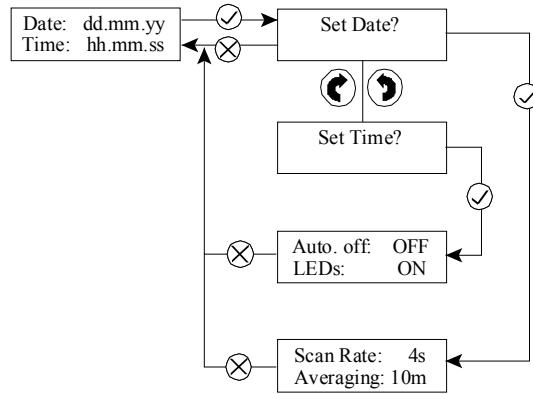 Date: dd.mm.yy
Time: hh.mm.ss
Set Date?
Set Time?
Auto. off: OFF
LEDs: ON
Scan Rate: 4s
Averaging: 10m